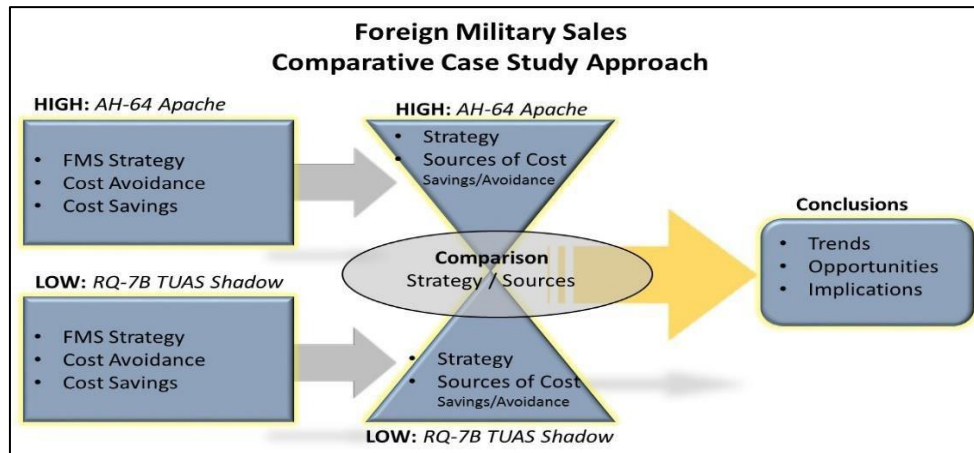 Foreign Military Sales
Comparative Case Study Approach
HIGH: AH-64 Apache
• FMS Strategy
• Cost Avoidance
• Cost Savings
LOW: RQ-7B TUAS Shadow
• FMS Strategy
• Cost Avoidance
• Cost Savings
HIGH: AH-64 Apache
• Strategy
• Sources of Cost
Savings/Avoidance
Comparison
Strategy / Sources
• Strategy
• Sources of Cost
Savings/Avoidance
LOW: RQ-7B TUAS Shadow
Conclusions
• Trends
• Opportunities
• Implications